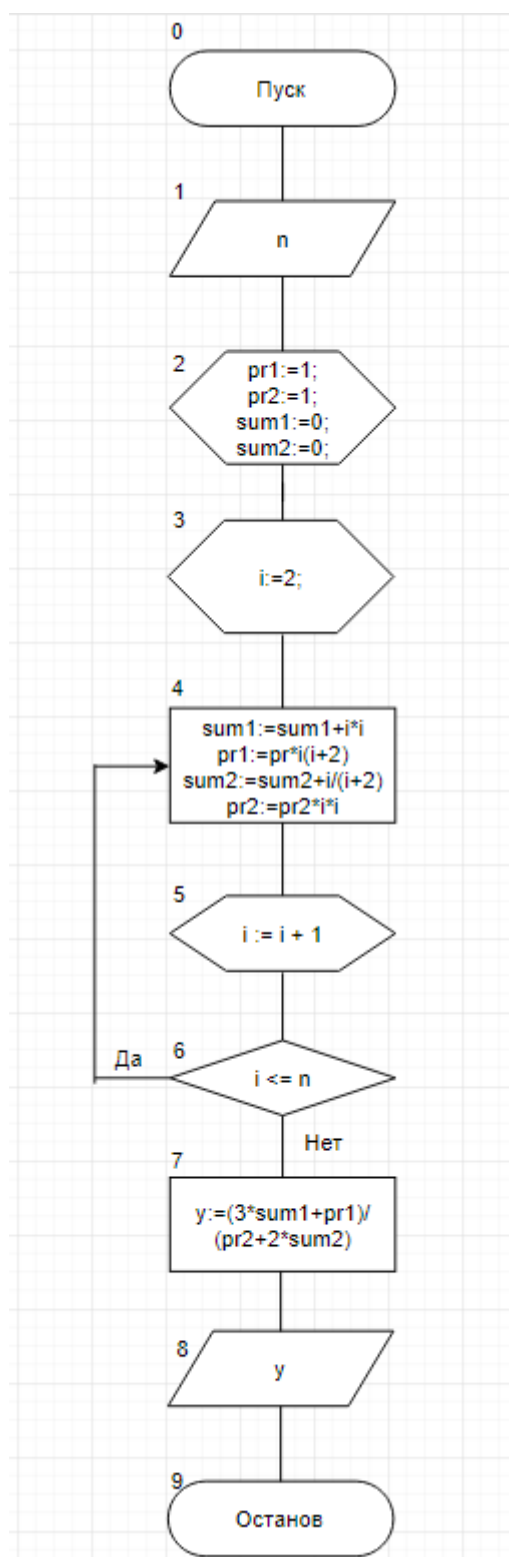 0
Пуск
1
n
2
pr1:=1;
pr2:=1;
sum1:=0;
sum2:=0;
3
i:=2;
4
sum1:=sum1+i*i
pr1:=pr*i(i+2)
sum2:=sum2+i/(i+2)
pr2:=pr2*i*i
5
i := i + 1
6
Да
i <= n
Нет
7
y:=(3*sum1+pr1)/
(pr2+2*sum2)
8
y
9
Останов